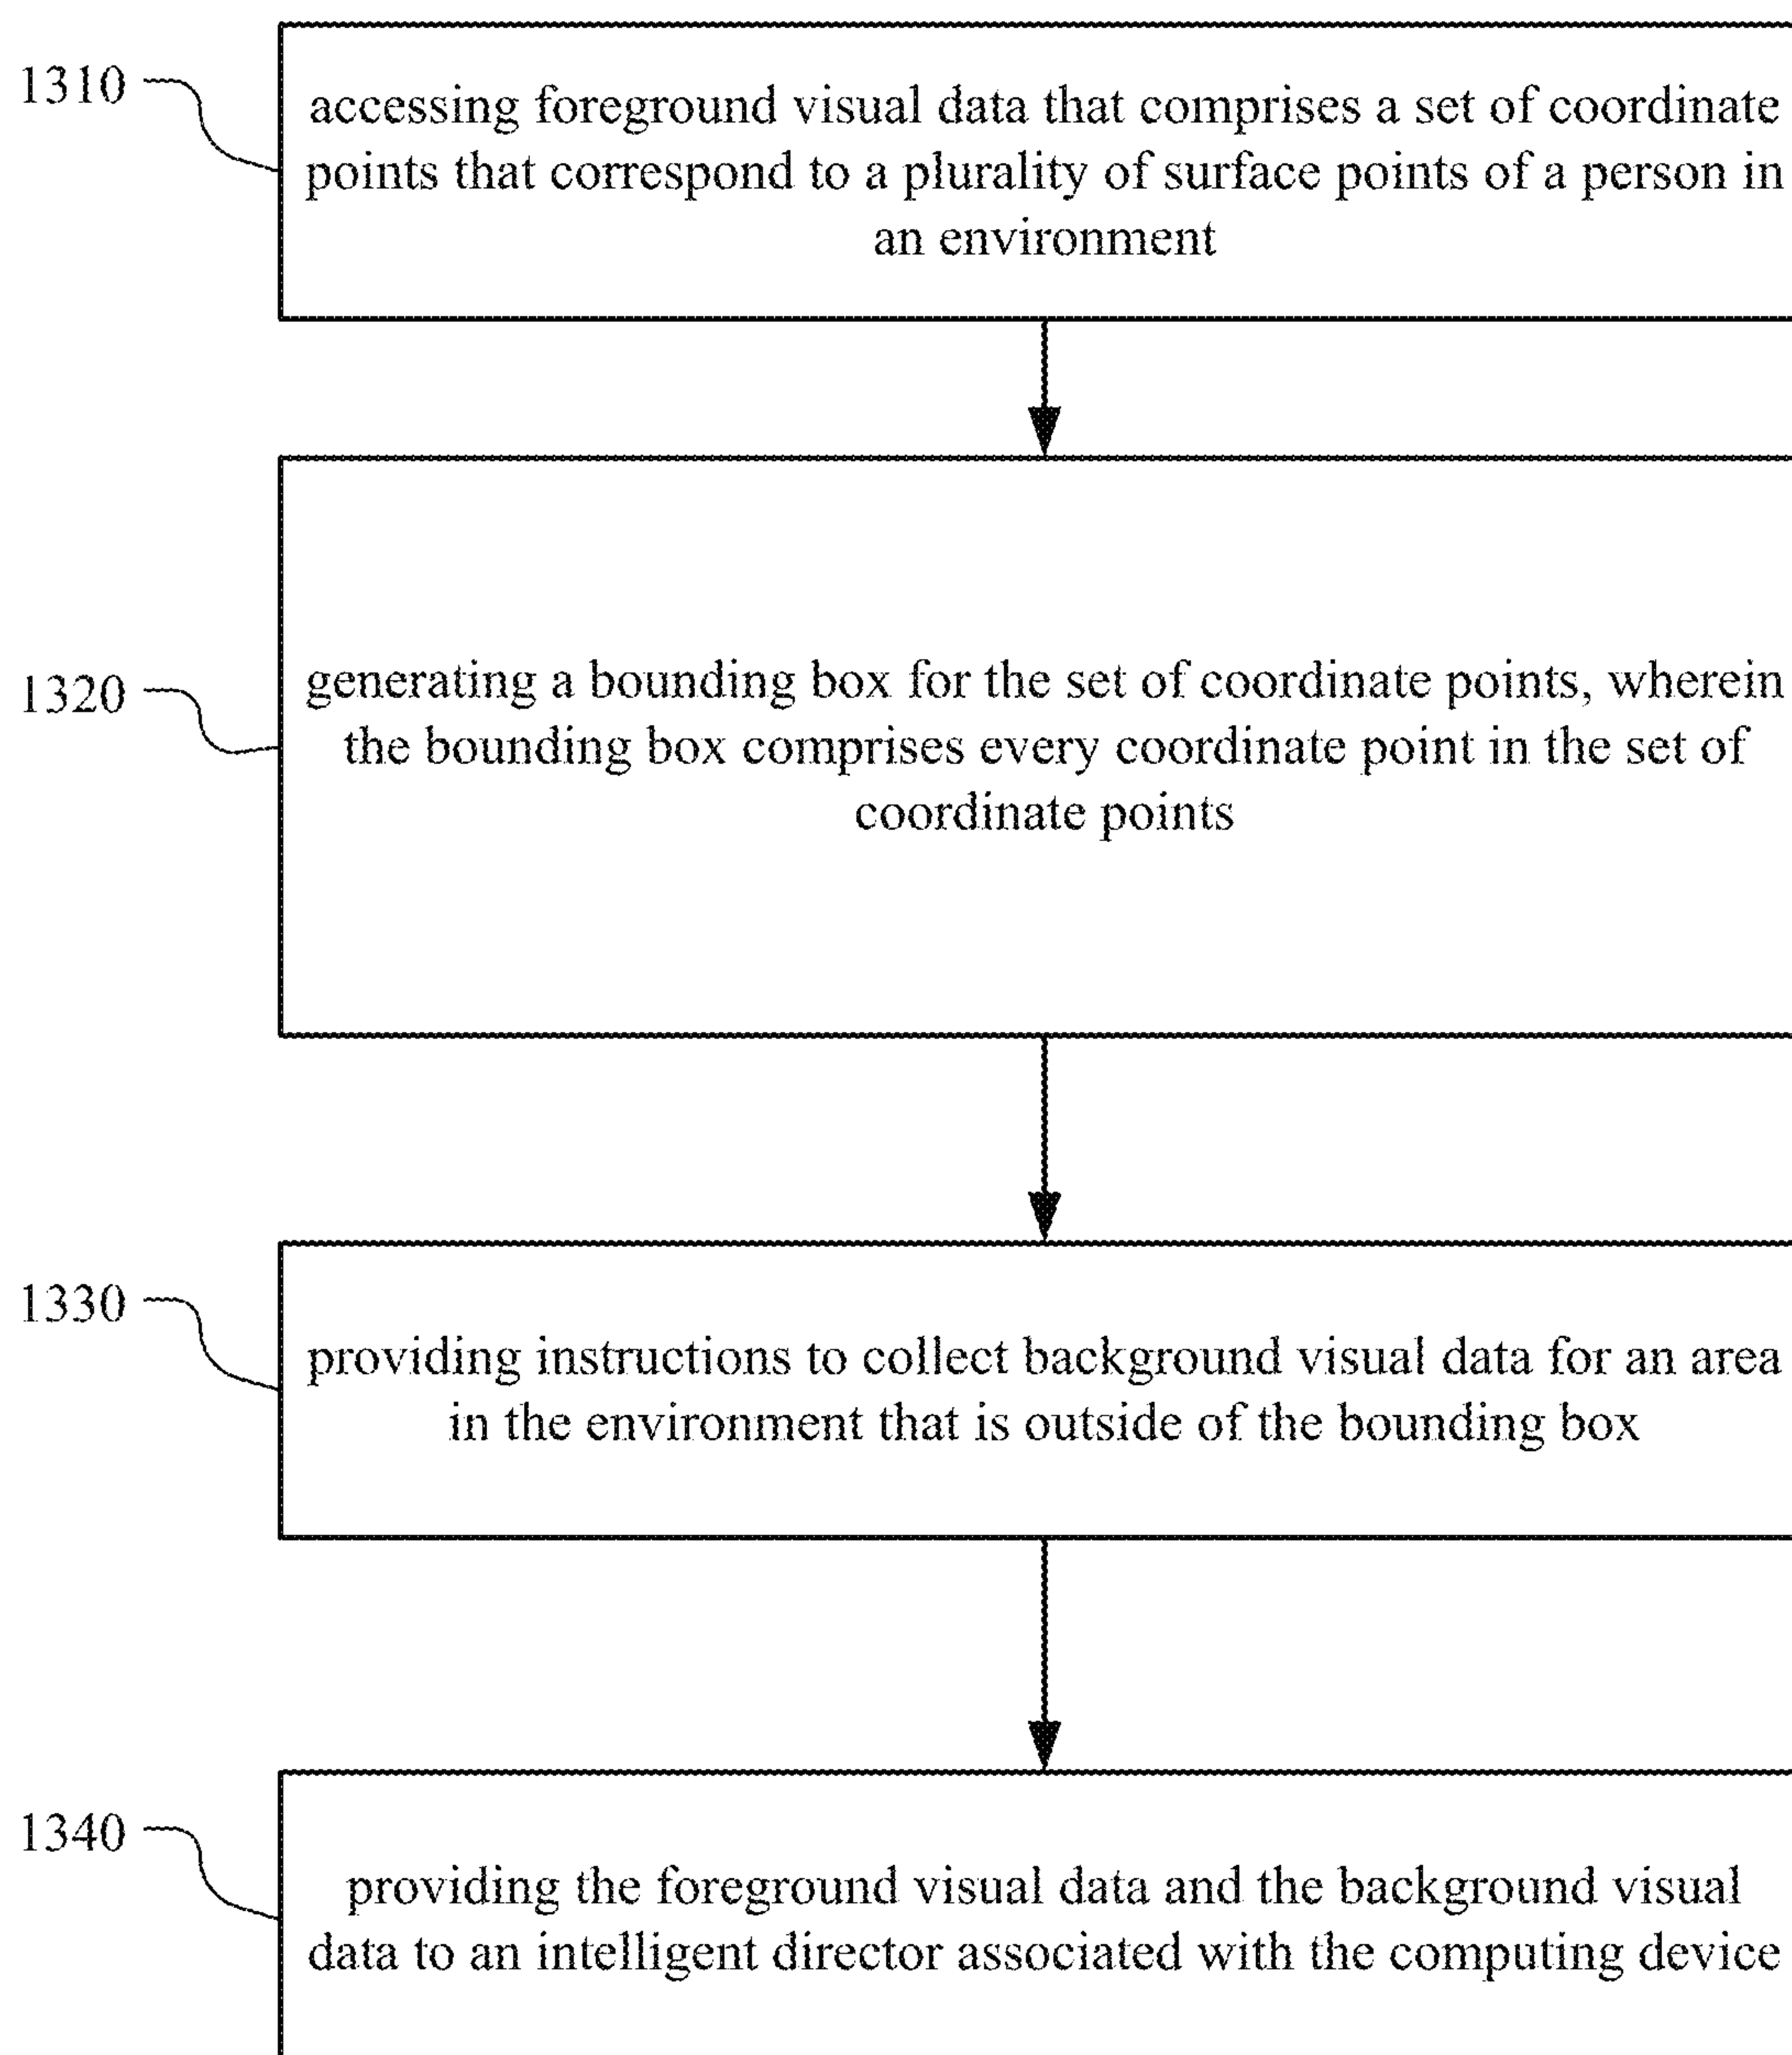 1310
accessing foreground visual data that comprises a set of coordinate
points that correspond to a plurality of surface points of a person in
an environment
1320
generating a bounding box for the set of coordinate points, wherein
the bounding box comprises every coordinate point in the set of
coordinate points
1330
providing instructions to collect background visual data for an area
in the environment that is outside of the bounding box
1340
providing the foreground visual data and the background visual
data to an intelligent director associated with the computing device